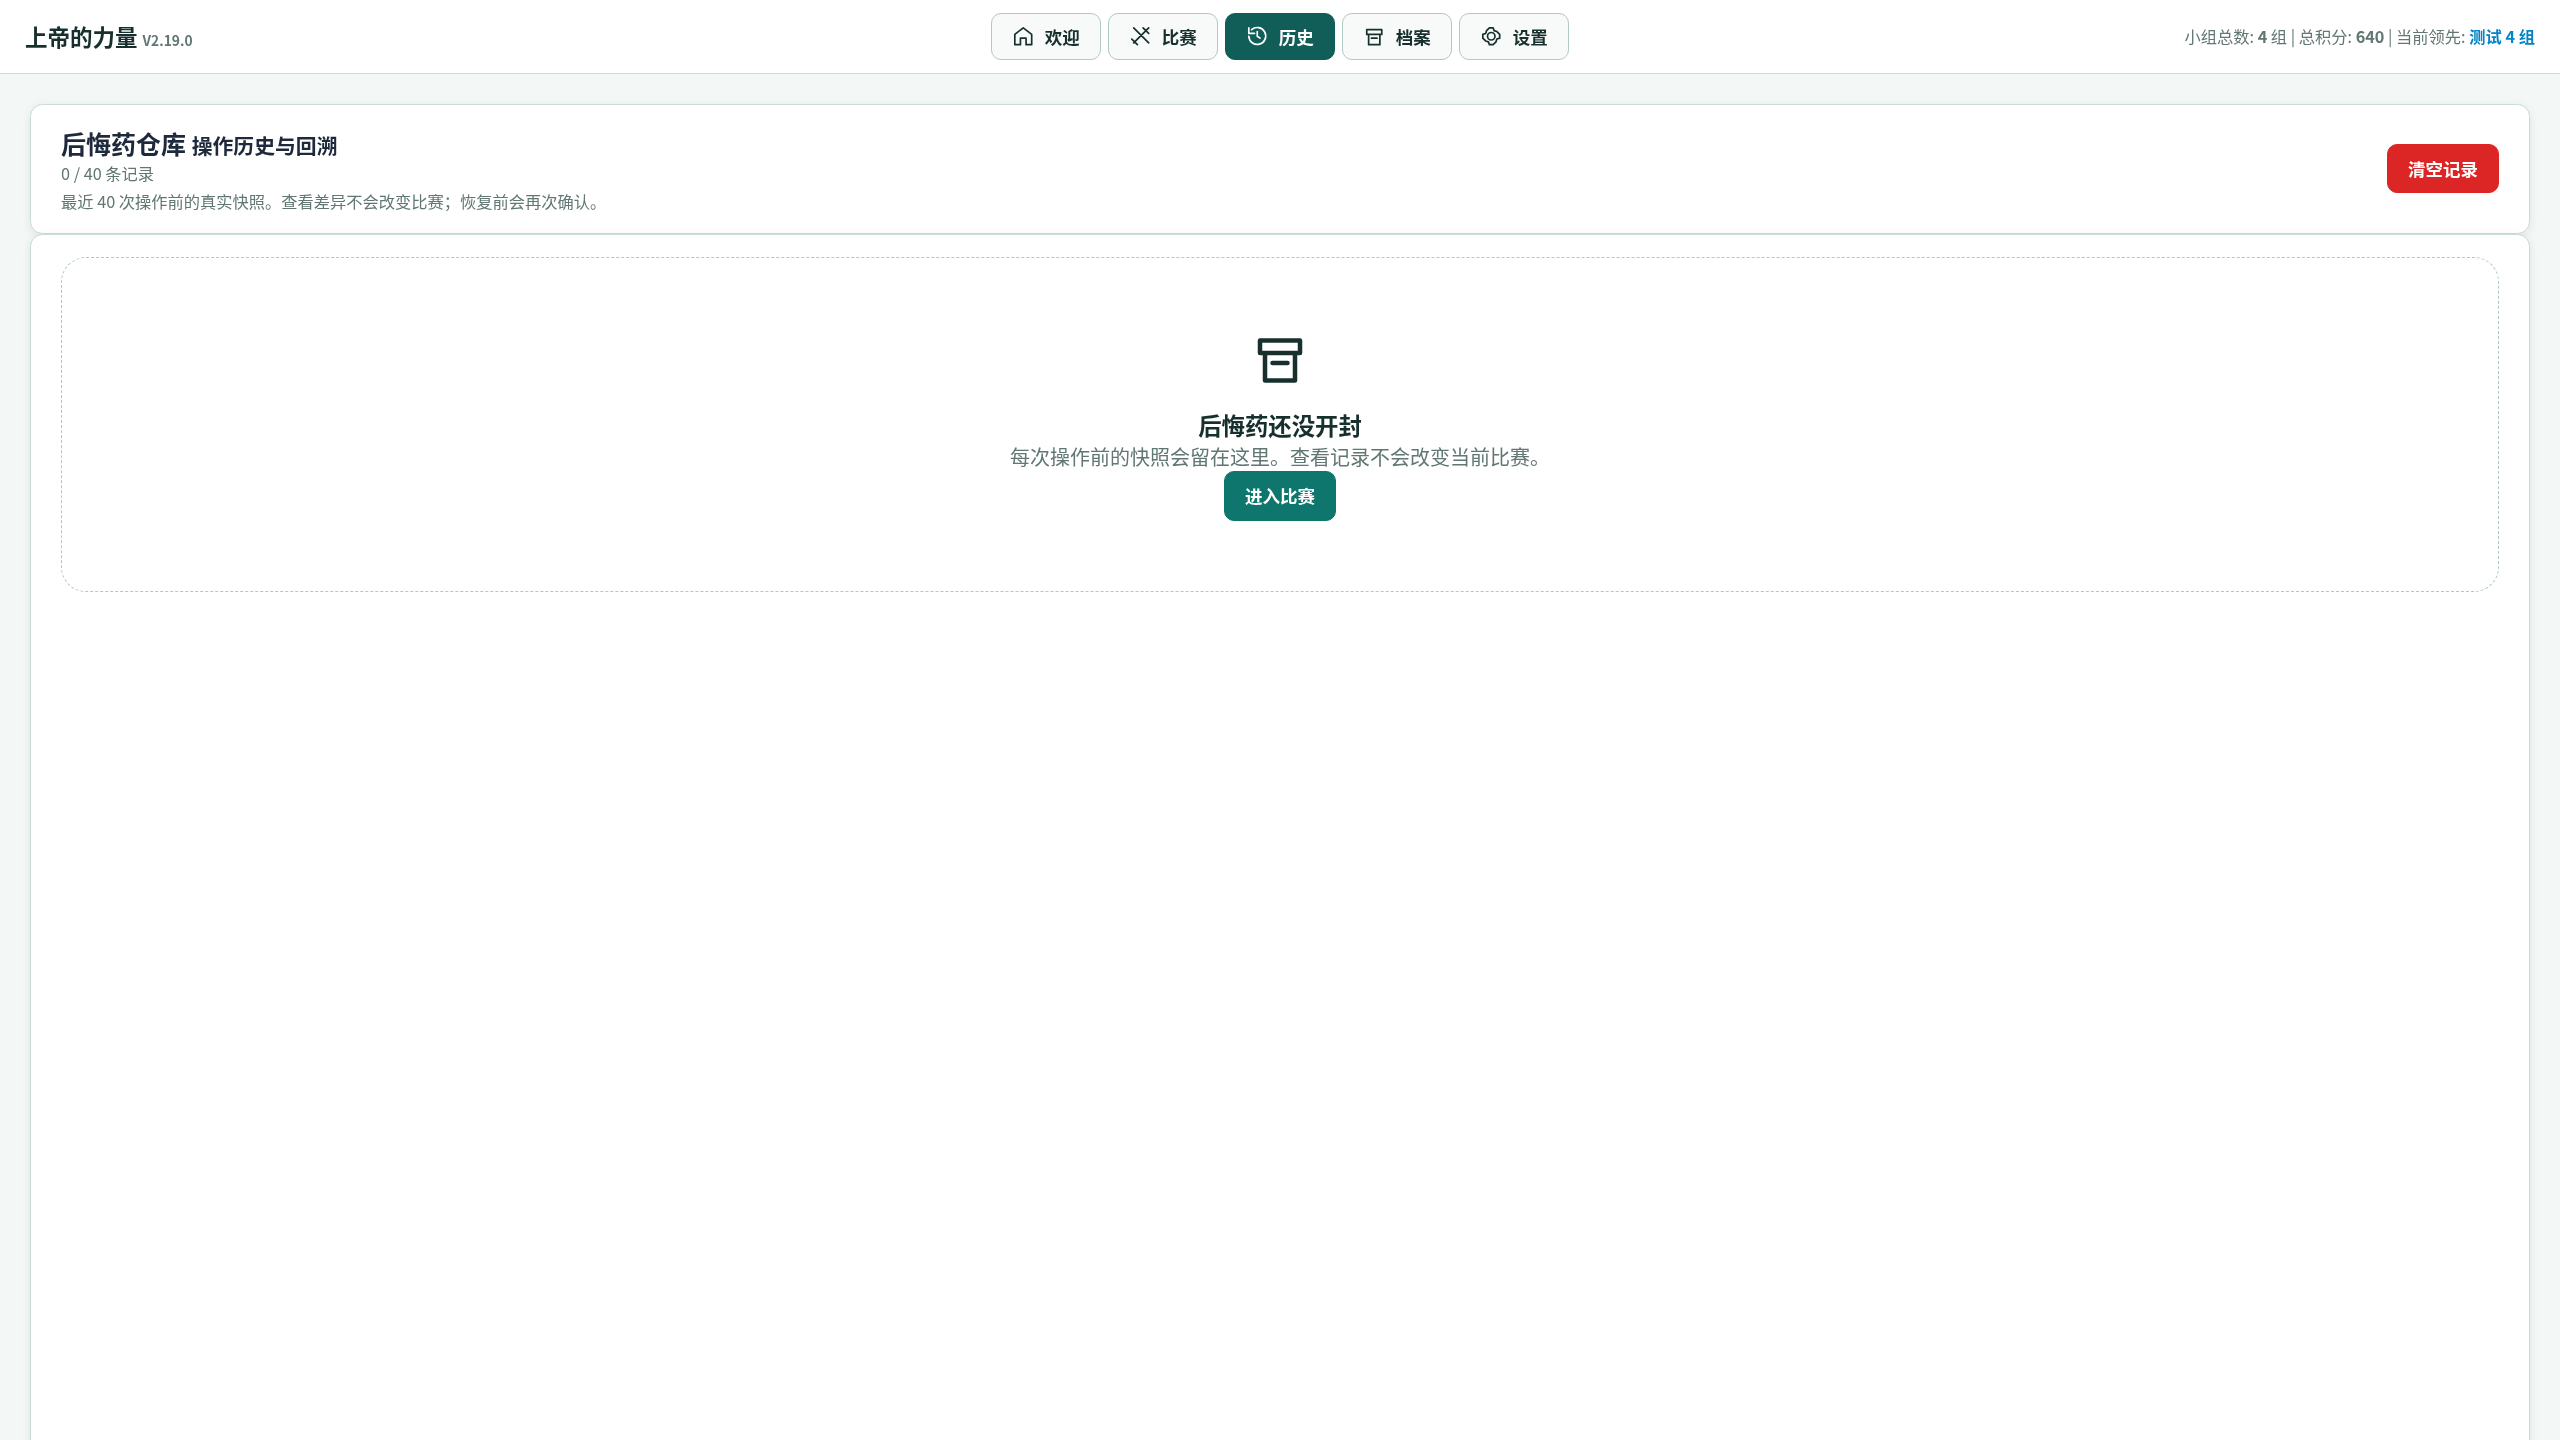 上帝的力量 V2.19.0
欢迎
比赛
历史
档案
设置
小组总数: 4 组 | 总积分: 640 | 当前领先: 测试 4 组
后悔药仓库 操作历史与回溯
0 / 40 条记录
最近 40 次操作前的真实快照。查看差异不会改变比赛；恢复前会再次确认。
清空记录
后悔药还没开封
每次操作前的快照会留在这里。查看记录不会改变当前比赛。
进入比赛